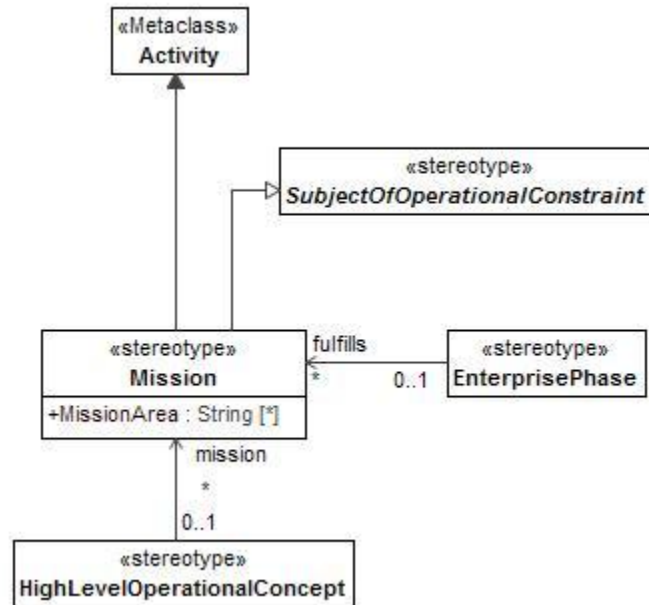 «Metaclass»
Activity
«stereotype»
SubjectOfOperationalConstraint
«stereotype»
Mission
+MissionArea : String [*]
fulfills
*
0..1
«stereotype»
EnterprisePhase
mission
*
0..1
«stereotype»
HighLevelOperationalConcept